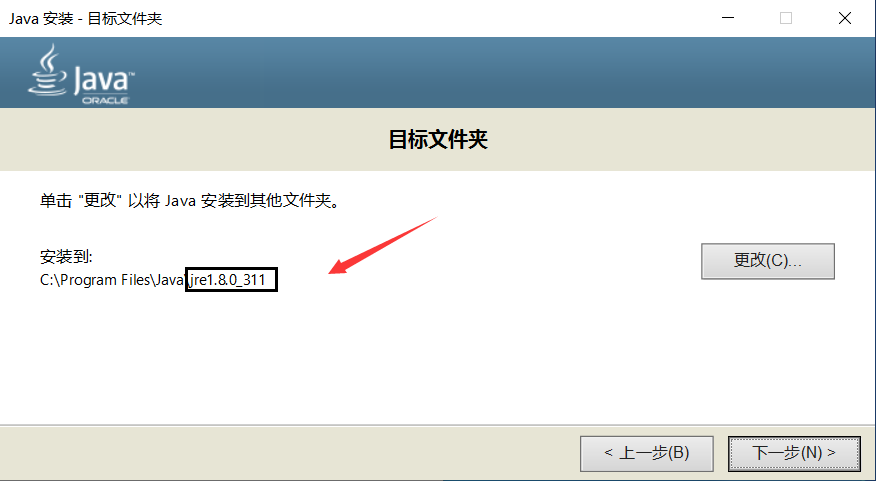 Java 安装 - 目标文件夹
Java™
ORACLE
目标文件夹
单击 "更改" 以将 Java 安装到其他文件夹。
安装到:
C:\Program Files\Java\jre1.8.0_311
更改(C)...
< 上一步(B)
下一步(N) >